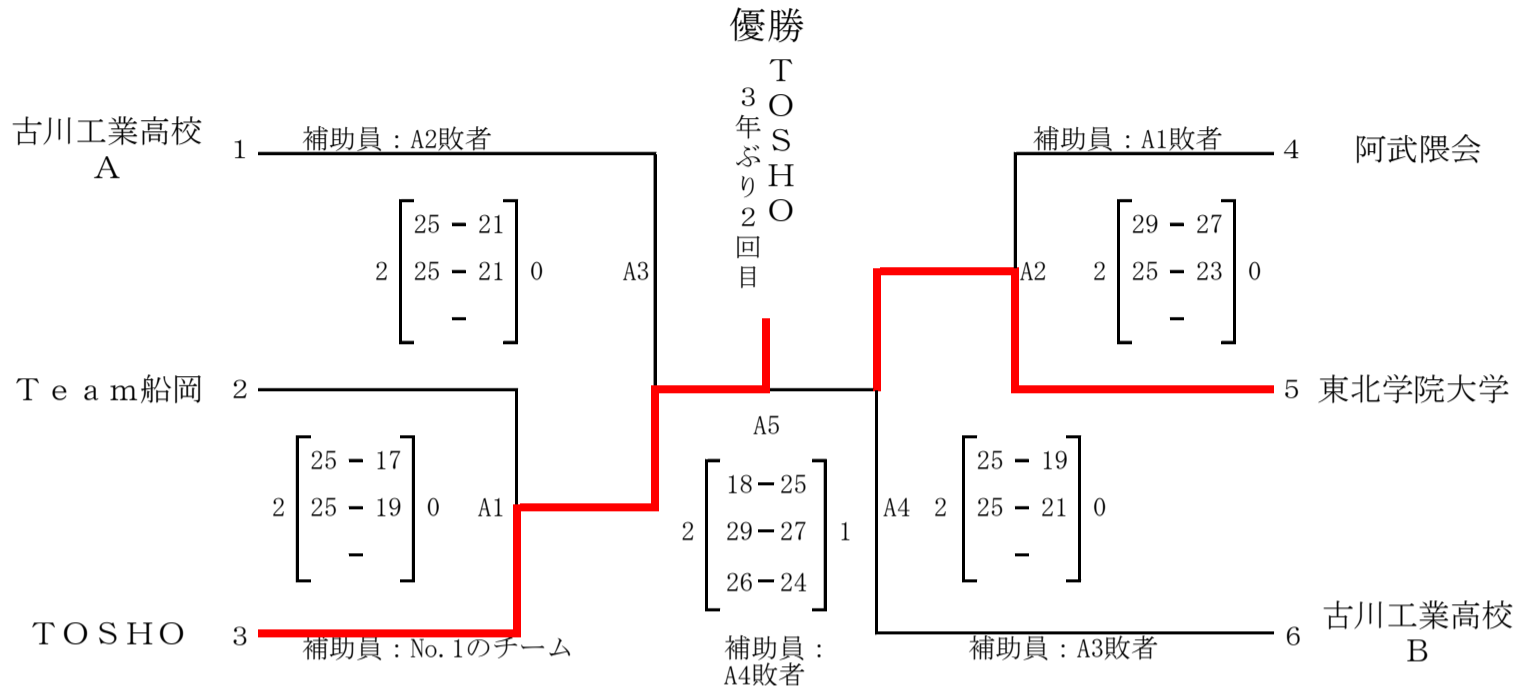 優勝
ＴＯＳＨＯ
３年ぶり２回目
古川工業高校
Ａ
1
補助員：A2敗者
25 － 21
2
25 － 21
0
－
A3
Ｔｅａｍ船岡
2
25 － 17
2
25 － 19
0
－
A1
ＴＯＳＨＯ
3
補助員：No.1のチーム
A5
18－25
2
29－27
1
26－24
補助員：
A4敗者
補助員：A1敗者
4
阿武隈会
A2
29 － 27
2
25 － 23
0
－
5
東北学院大学
A4
25 － 19
2
25 － 21
0
－
補助員：A3敗者
6
古川工業高校
Ｂ